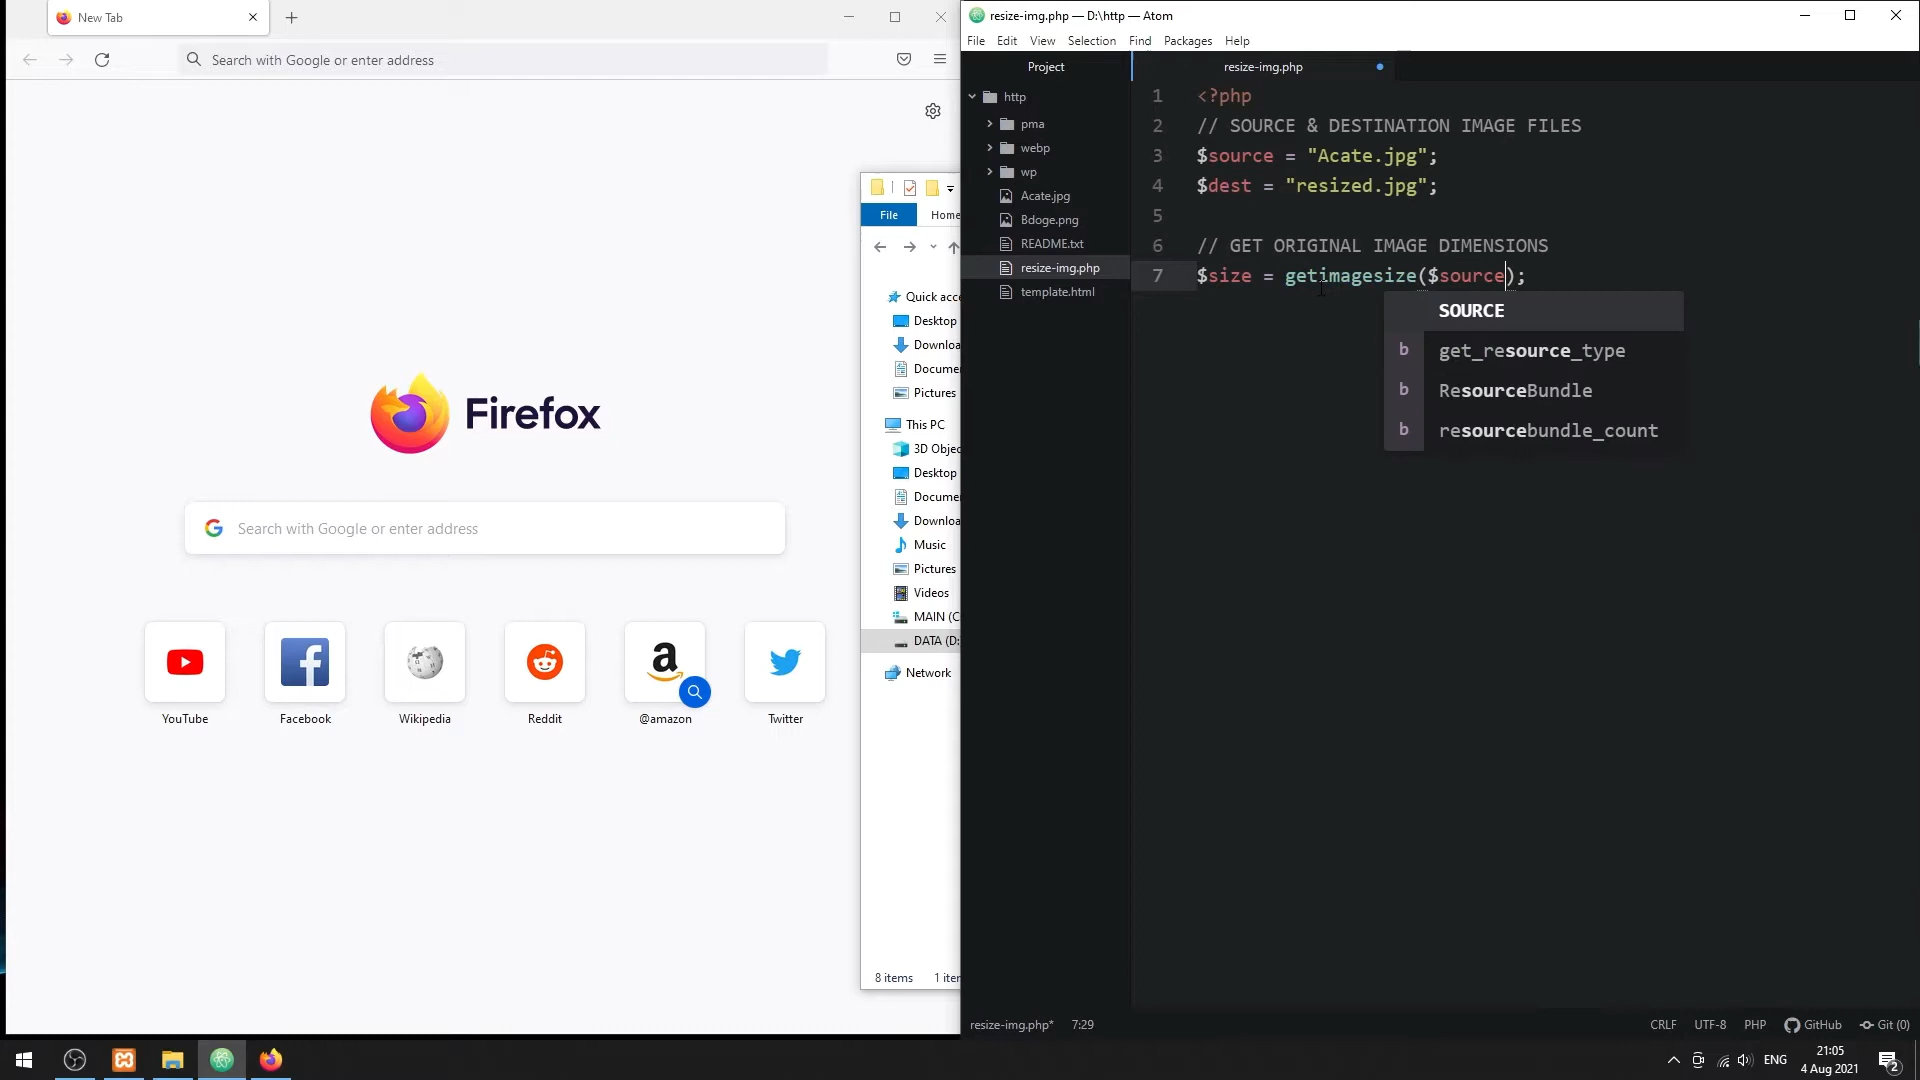 New Tab
Search with Google or enter address
Firefox
Search with Google or enter address
YouTube
Facebook
Wikipedia
Reddit
@amazon
Twitter
File
Home
Quick acce
Desktop
Downloa
Docume
Pictures
This PC
3D Objec
Desktop
Docume
Downloa
Music
Pictures
Videos
MAIN (C
DATA (D:
Network
8 items 1 iter
resize-img.php — D:\http — Atom
File Edit View Selection Find Packages Help
Project
http
pma
webp
wp
Acate.jpg
Bdoge.png
README.txt
resize-img.php
template.html
resize-img.php
1 <?php
2 // SOURCE & DESTINATION IMAGE FILES
3 $source = "Acate.jpg";
4 $dest = "resized.jpg";
5
6 // GET ORIGINAL IMAGE DIMENSIONS
7 $size = getimagesize($source);
SOURCE
b get_resource_type
b ResourceBundle
b resourcebundle_count
resize-img.php* 7:29
CRLF UTF-8 PHP GitHub Git (0)
ENG
21:05
4 Aug 2021
2